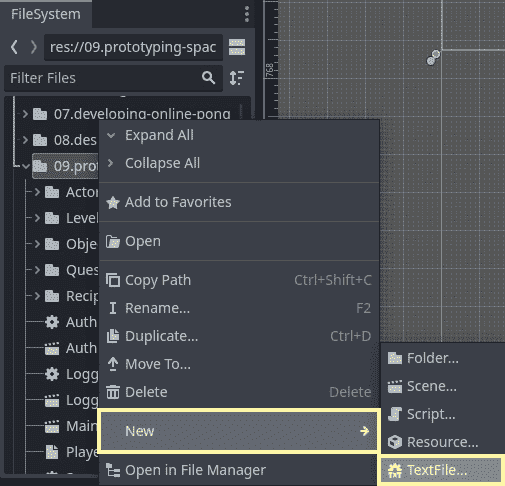 FileSystem
res://09.prototyping-spac
Filter Files
768
07.developing-online-pong
08.des
09.prot
Actor
Level
Obje
Ques
Recip
Auth
Auth
Logg
Logg
Main
Playe
Expand All
Collapse All
Add to Favorites
Open
Copy Path Ctrl+Shift+C
Rename... F2
Duplicate... Ctrl+D
Move To...
Delete Delete
New
Open in File Manager
Folder...
Scene...
Script...
Resource...
TextFile...